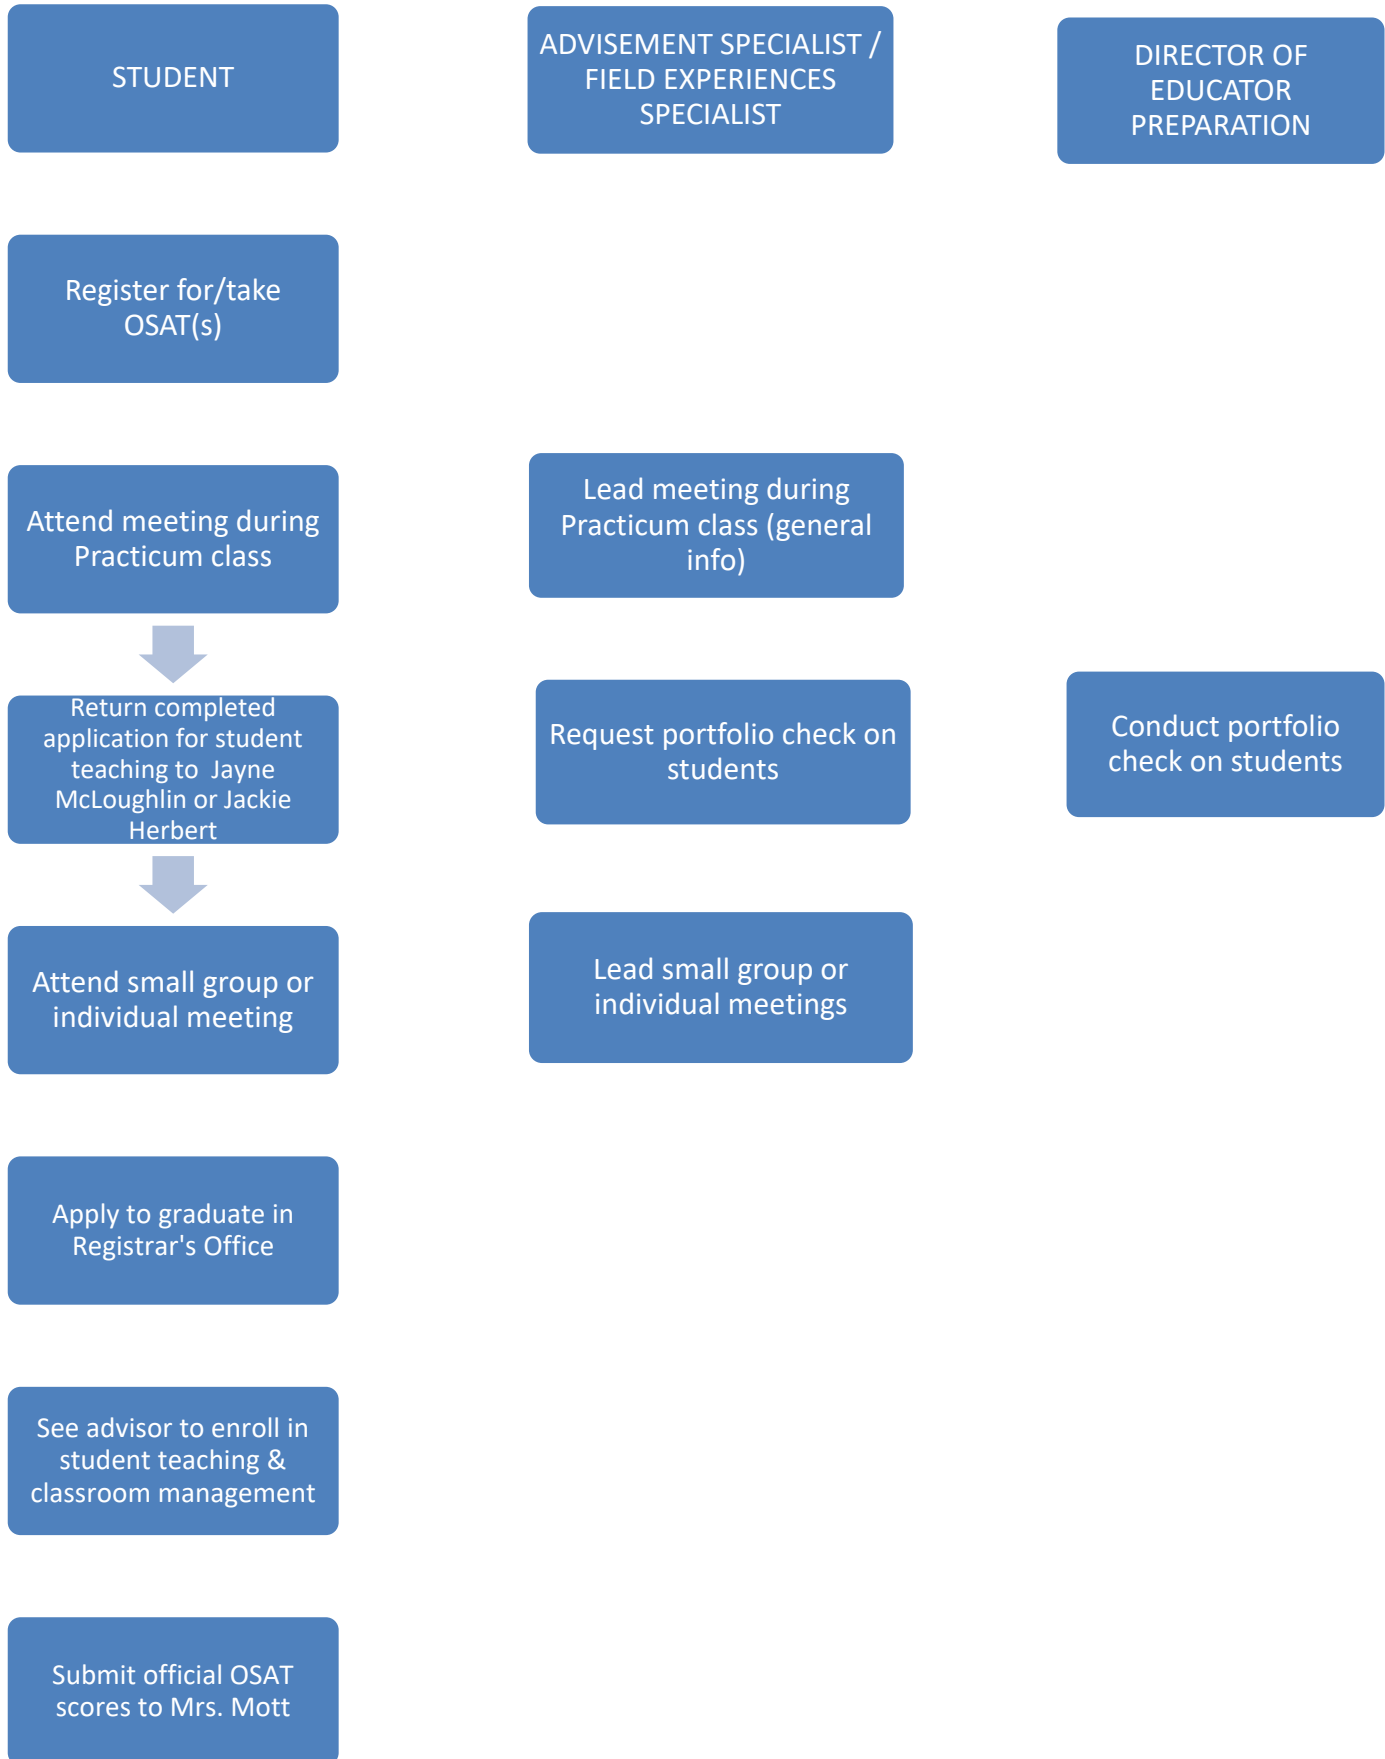 STUDENT
ADVISEMENT SPECIALIST /
FIELD EXPERIENCES
SPECIALIST
DIRECTOR OF
EDUCATOR
PREPARATION
Register for/take
OSAT(s)
Attend meeting during
Practicum class
Lead meeting during
Practicum class (general
info)
Return completed
application for student
teaching to  Jayne
McLoughlin or Jackie
Herbert
Request portfolio check on
students
Conduct portfolio
check on students
Attend small group or
individual meeting
Lead small group or
individual meetings
Apply to graduate in
Registrar's Office
See advisor to enroll in
student teaching &
classroom management
Submit official OSAT
scores to Mrs. Mott